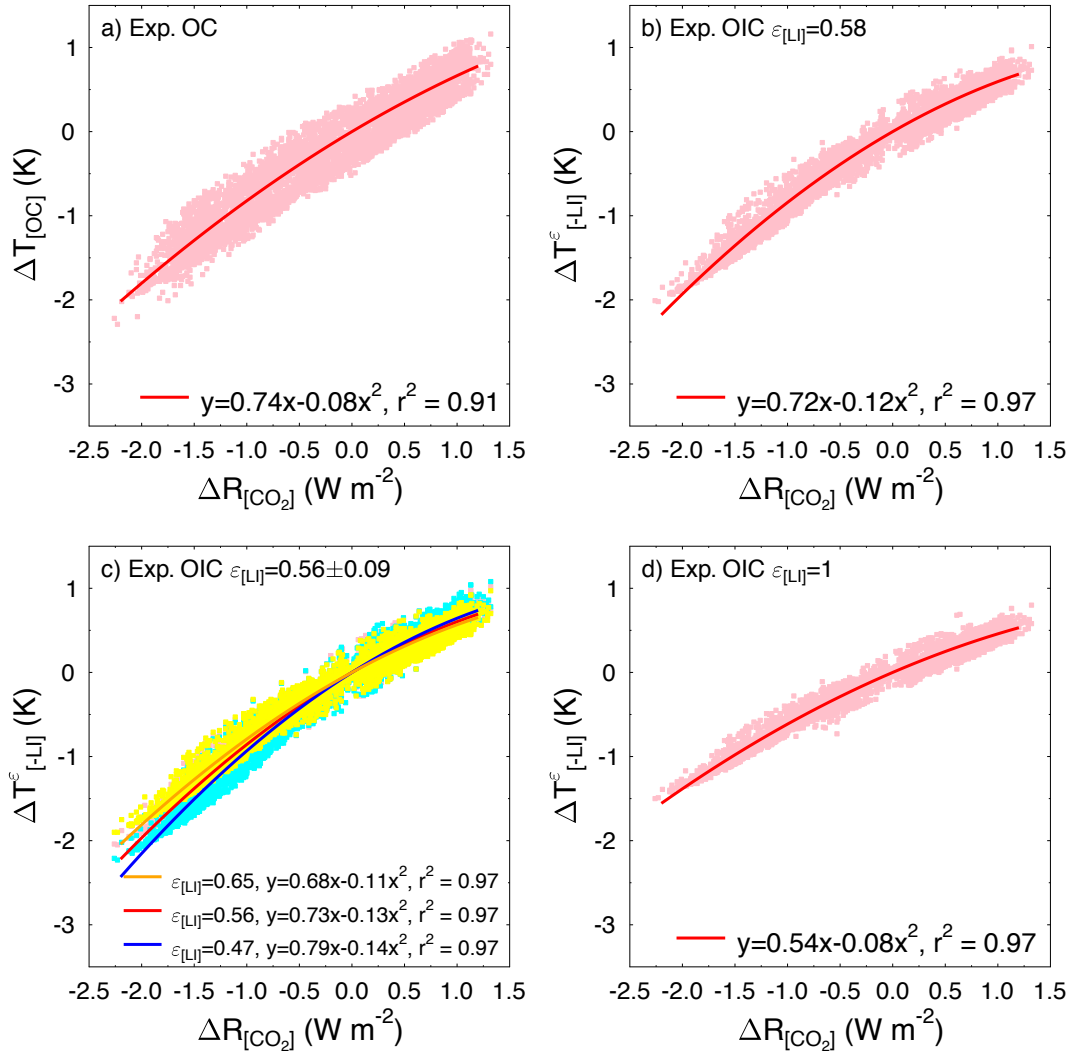 a) Exp. OC
1
0
-1
-2
-3
ΔT[OC] (K)
y=0.74x-0.08x², r² = 0.91
-2.5 -2.0 -1.5 -1.0 -0.5 0.0 0.5 1.0 1.5
ΔR[CO₂] (W m⁻²)
b) Exp. OIC ε[LI]=0.58
1
0
-1
-2
-3
ΔTᵋ[-LI] (K)
y=0.72x-0.12x², r² = 0.97
-2.5 -2.0 -1.5 -1.0 -0.5 0.0 0.5 1.0 1.5
ΔR[CO₂] (W m⁻²)
c) Exp. OIC ε[LI]=0.56±0.09
1
0
-1
-2
-3
ΔTᵋ[-LI] (K)
ε[LI]=0.65, y=0.68x-0.11x², r² = 0.97
ε[LI]=0.56, y=0.73x-0.13x², r² = 0.97
ε[LI]=0.47, y=0.79x-0.14x², r² = 0.97
-2.5 -2.0 -1.5 -1.0 -0.5 0.0 0.5 1.0 1.5
ΔR[CO₂] (W m⁻²)
d) Exp. OIC ε[LI]=1
1
0
-1
-2
-3
ΔTᵋ[-LI] (K)
y=0.54x-0.08x², r² = 0.97
-2.5 -2.0 -1.5 -1.0 -0.5 0.0 0.5 1.0 1.5
ΔR[CO₂] (W m⁻²)